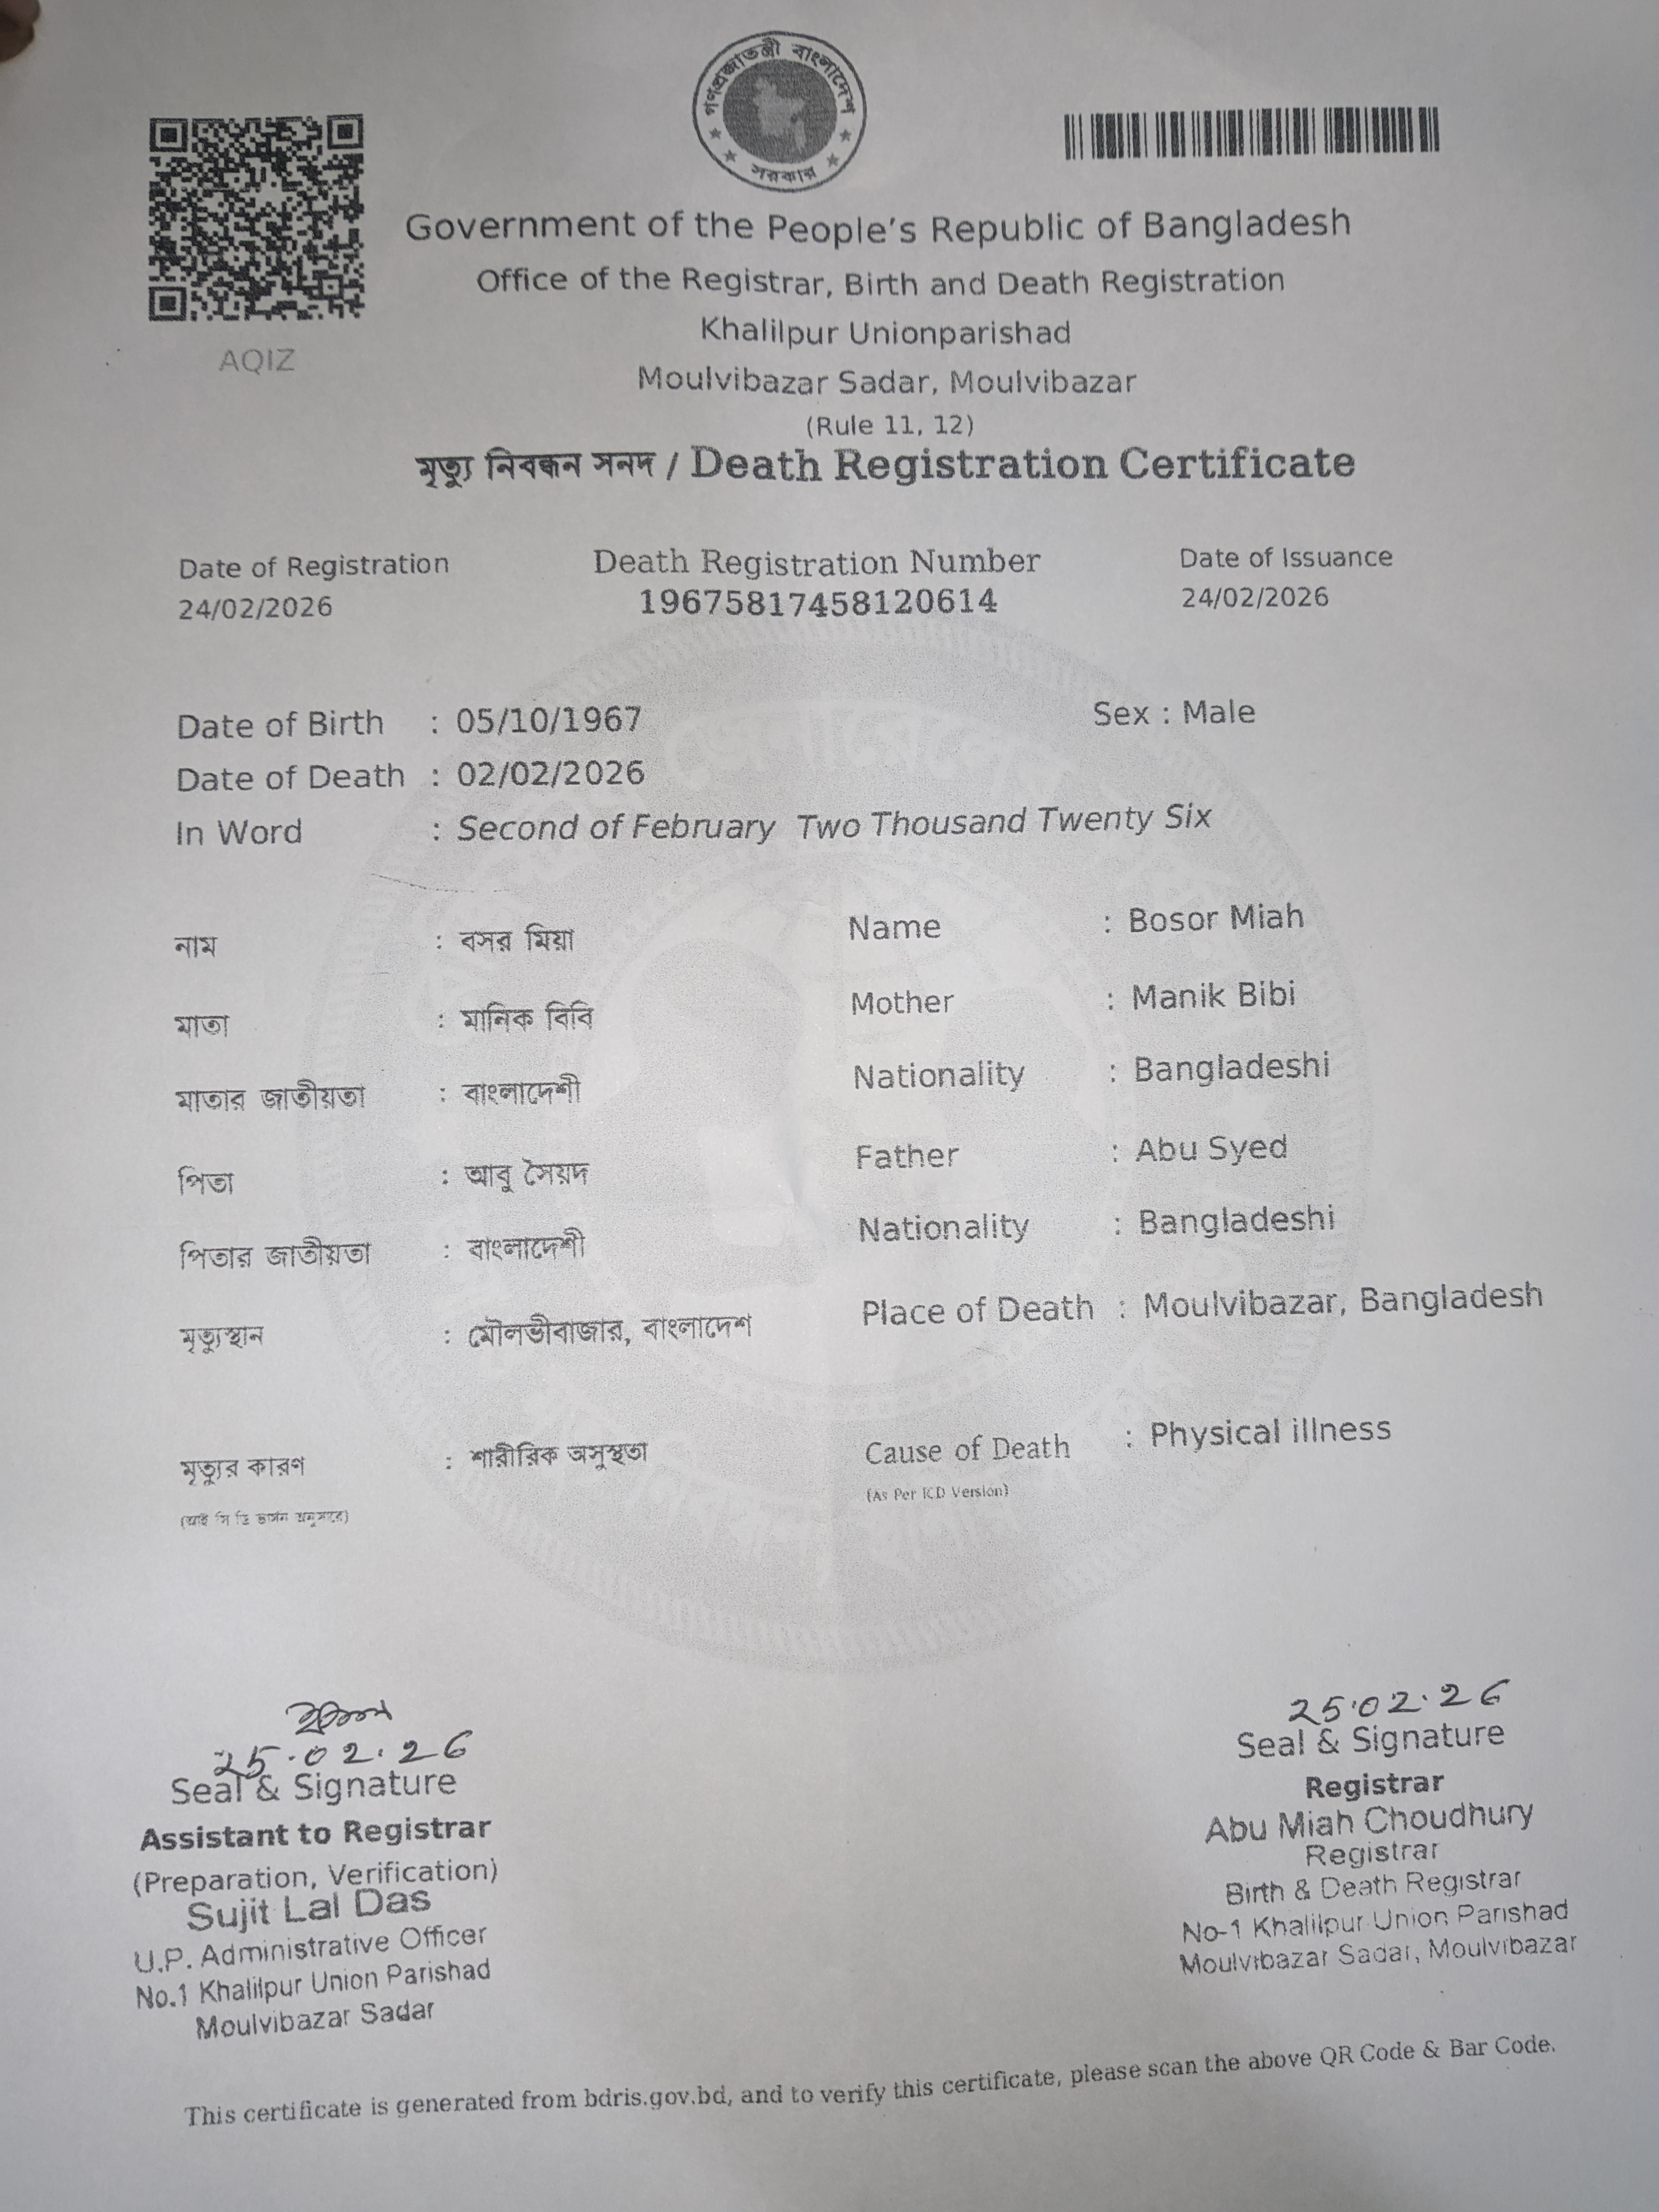 গণপ্রজাতন্ত্রী বাংলাদেশ
সরকার
AQIZ
Government of the People's Republic of Bangladesh
Office of the Registrar, Birth and Death Registration
Khalilpur Unionparishad
Moulvibazar Sadar, Moulvibazar
(Rule 11, 12)
মৃত্যু নিবন্ধন সনদ / Death Registration Certificate
Date of Registration Death Registration Number Date of Issuance
24/02/2026 19675817458120614 24/02/2026
Date of Birth : 05/10/1967 Sex : Male
Date of Death : 02/02/2026
In Word : Second of February Two Thousand Twenty Six
নাম : বসর মিয়া Name : Bosor Miah
মাতা : মানিক বিবি Mother : Manik Bibi
মাতার জাতীয়তা : বাংলাদেশী Nationality : Bangladeshi
পিতা : আবু সৈয়দ Father : Abu Syed
পিতার জাতীয়তা : বাংলাদেশী Nationality : Bangladeshi
মৃত্যুস্থান : মৌলভীবাজার, বাংলাদেশ Place of Death : Moulvibazar, Bangladesh
মৃত্যুর কারণ : শারীরিক অসুস্থতা Cause of Death : Physical illness
(আই সি ডি ভার্সন অনুসারে) (As Per ICD Version)
25.02.26
Seal & Signature
Assistant to Registrar
(Preparation, Verification)
Sujit Lal Das
U.P. Administrative Officer
No.1 Khalilpur Union Parishad
Moulvibazar Sadar
25.02.26
Seal & Signature
Registrar
Abu Miah Choudhury
Registrar
Birth & Death Registrar
No-1 Khalilpur Union Parishad
Moulvibazar Sadar, Moulvibazar
This certificate is generated from bdris.gov.bd, and to verify this certificate, please scan the above QR Code & Bar Code.